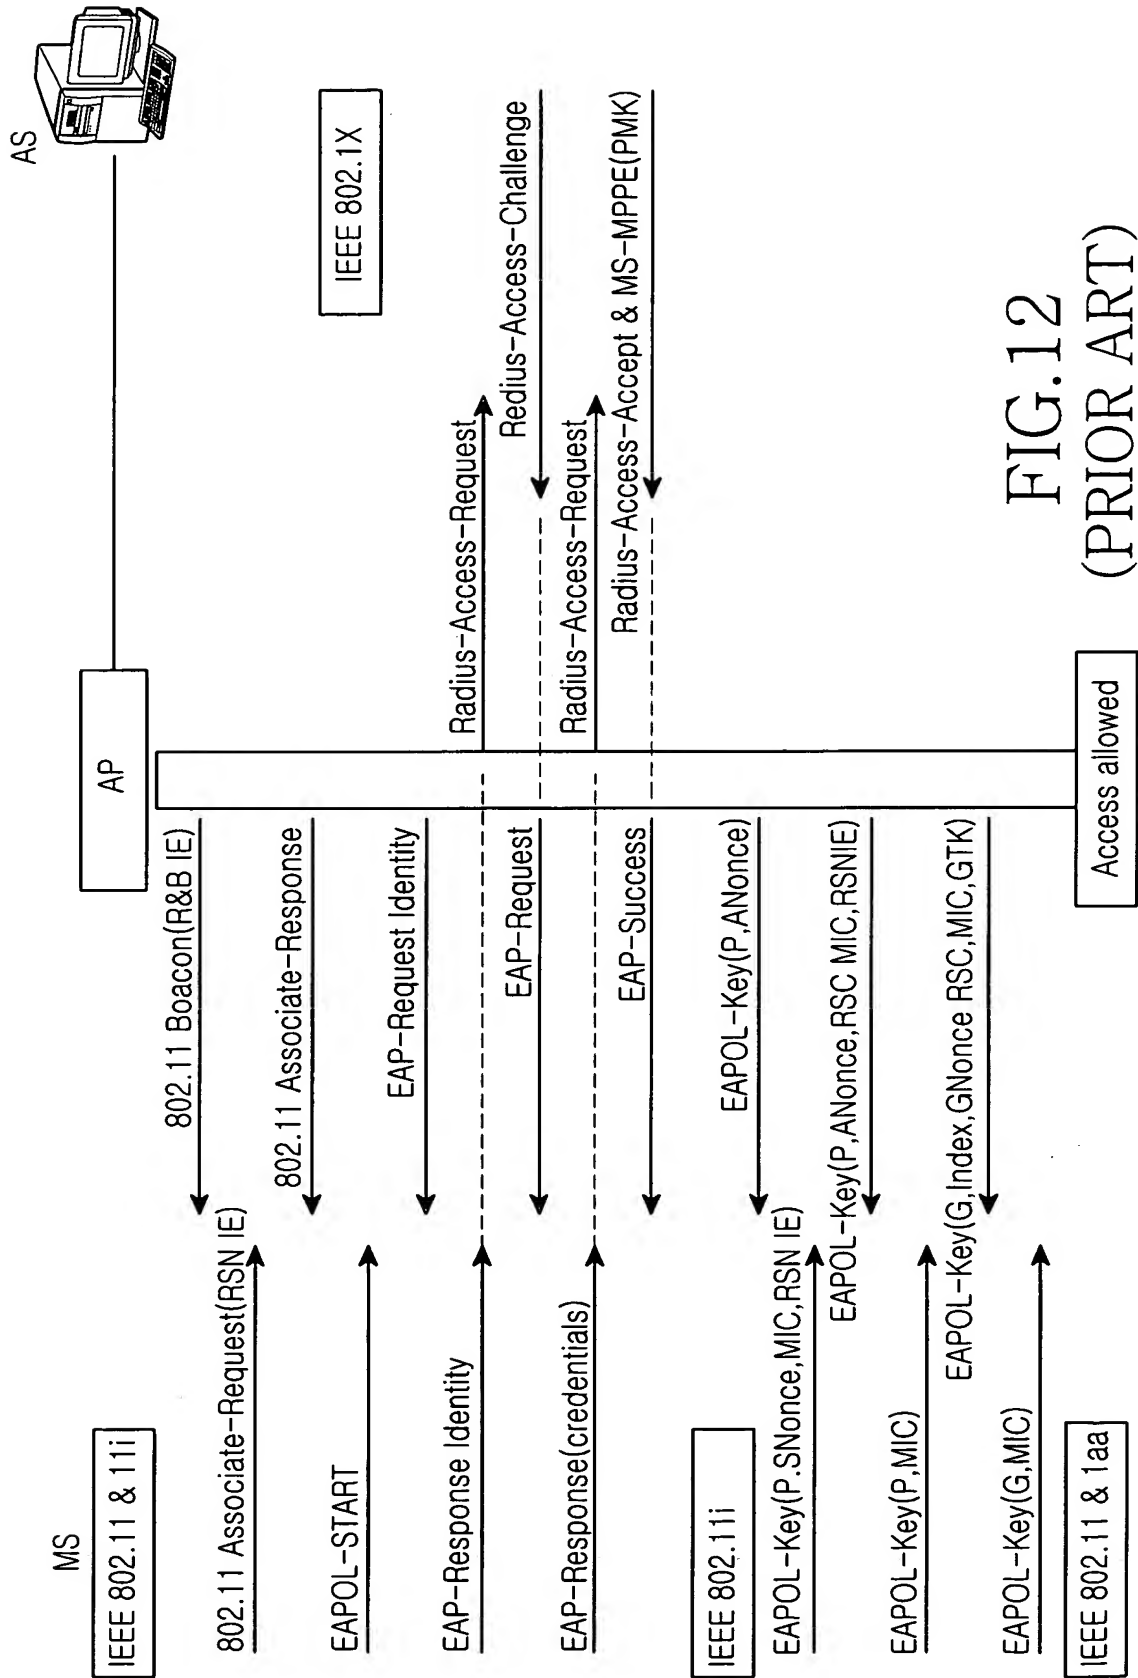 MS
AP
AS
IEEE 802.11 & 11i
802.11 Boacon(R&B IE)
802.11 Associate-Request(RSN IE)
802.11 Associate-Response
IEEE 802.1X
EAPOL-START
EAP-Request Identity
EAP-Response Identity
Radius-Access-Request
EAP-Request
Redius-Access-Challenge
EAP-Response(credentials)
Radius-Access-Request
EAP-Success
Radius-Access-Accept & MS-MPPE(PMK)
IEEE 802.11i
EAPOL-Key(P,ANonce)
EAPOL-Key(P.SNonce,MIC,RSN IE)
EAPOL-Key(P,ANonce,RSC MIC,RSNIE)
EAPOL-Key(P,MIC)
EAPOL-Key(G,Index,GNonce RSC,MIC,GTK)
EAPOL-Key(G,MIC)
IEEE 802.11 & 1aa
Access allowed
FIG.12
(PRIOR ART)